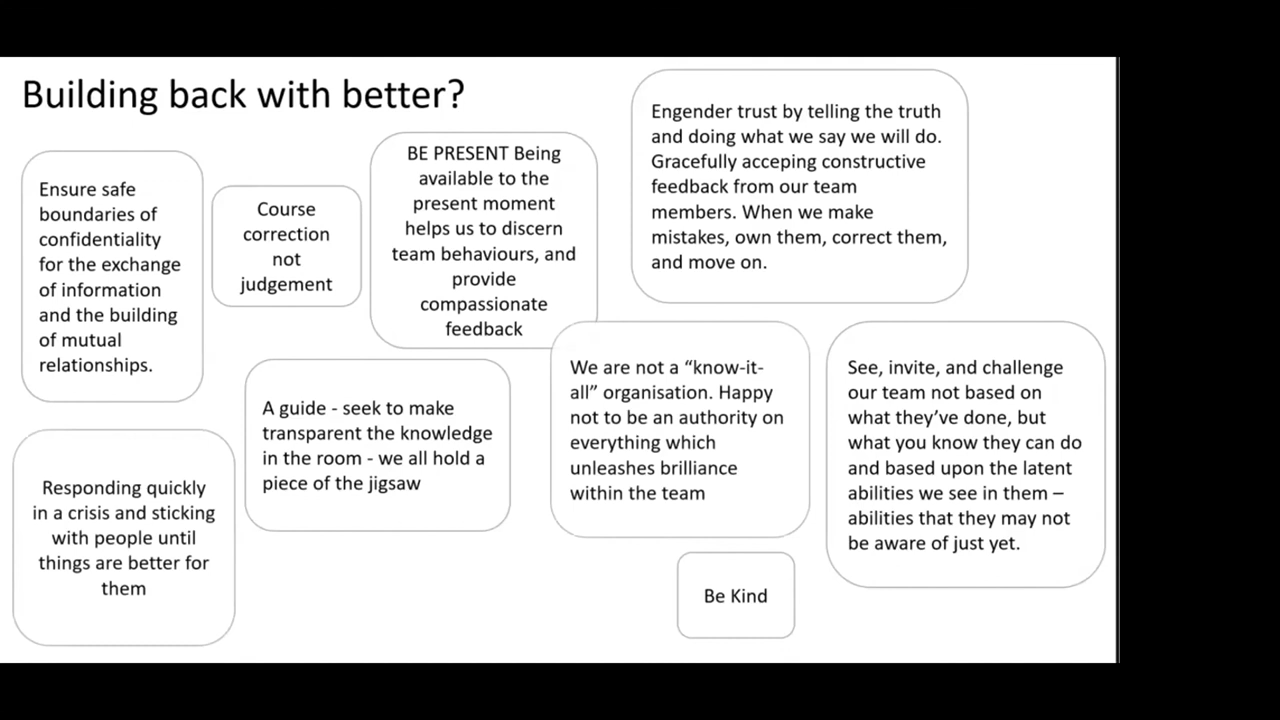 Building back with better?
Ensure safe
boundaries of
confidentiality
for the exchange
of information
and the building
of mutual
relationships.
Course
correction
not
judgement
BE PRESENT Being
available to the
present moment
helps us to discern
team behaviours, and
provide
compassionate
feedback
Engender trust by telling the truth
and doing what we say we will do.
Gracefully acceping constructive
feedback from our team
members. When we make
mistakes, own them, correct them,
and move on.
Responding quickly
in a crisis and sticking
with people until
things are better for
them
A guide - seek to make
transparent the knowledge
in the room - we all hold a
piece of the jigsaw
We are not a “know-it-
all” organisation. Happy
not to be an authority on
everything which
unleashes brilliance
within the team
See, invite, and challenge
our team not based on
what they’ve done, but
what you know they can do
and based upon the latent
abilities we see in them –
abilities that they may not
be aware of just yet.
Be Kind